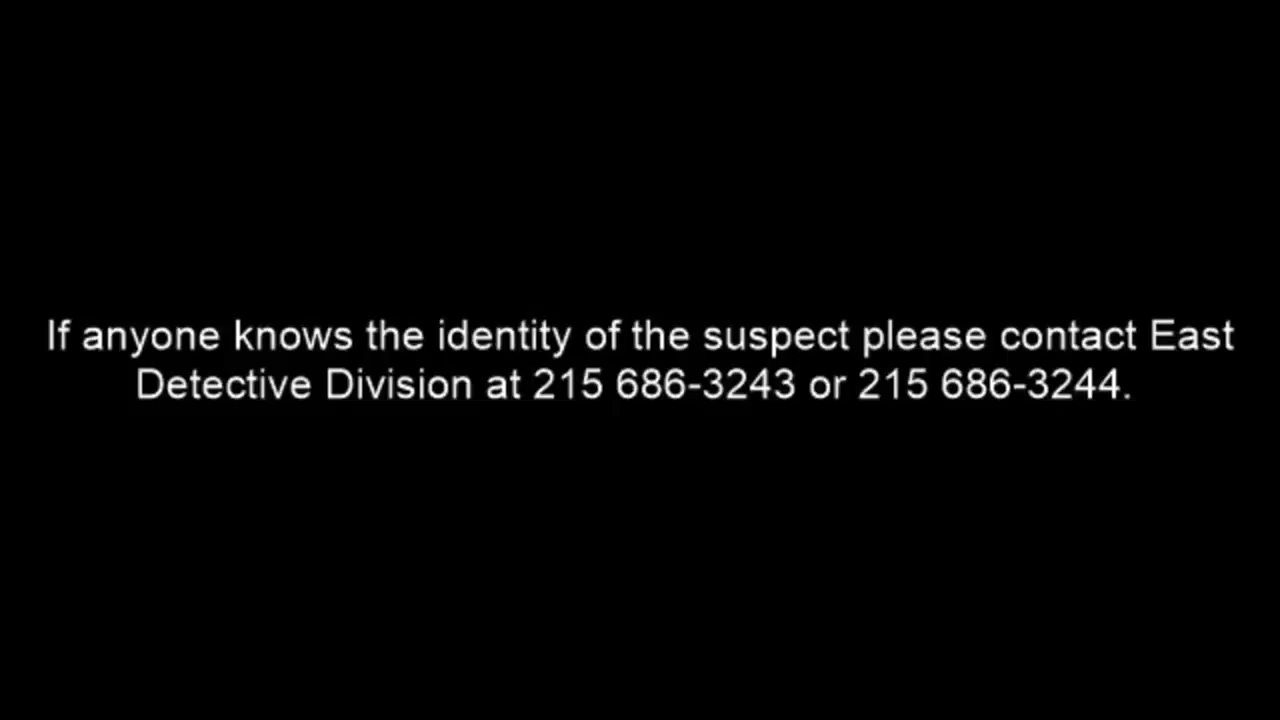 If anyone knows the identity of the suspect please contact East
Detective Division at 215 686-3243 or 215 686-3244.